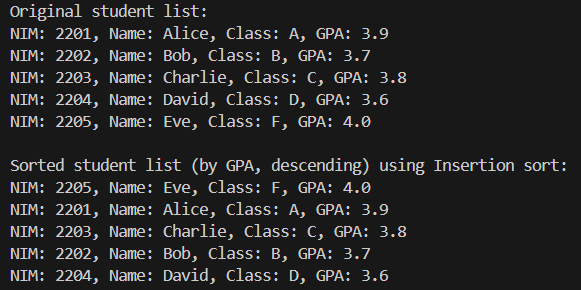 Original student list:
NIM: 2201, Name: Alice, Class: A, GPA: 3.9
NIM: 2202, Name: Bob, Class: B, GPA: 3.7
NIM: 2203, Name: Charlie, Class: C, GPA: 3.8
NIM: 2204, Name: David, Class: D, GPA: 3.6
NIM: 2205, Name: Eve, Class: F, GPA: 4.0
Sorted student list (by GPA, descending) using Insertion sort:
NIM: 2205, Name: Eve, Class: F, GPA: 4.0
NIM: 2201, Name: Alice, Class: A, GPA: 3.9
NIM: 2203, Name: Charlie, Class: C, GPA: 3.8
NIM: 2202, Name: Bob, Class: B, GPA: 3.7
NIM: 2204, Name: David, Class: D, GPA: 3.6